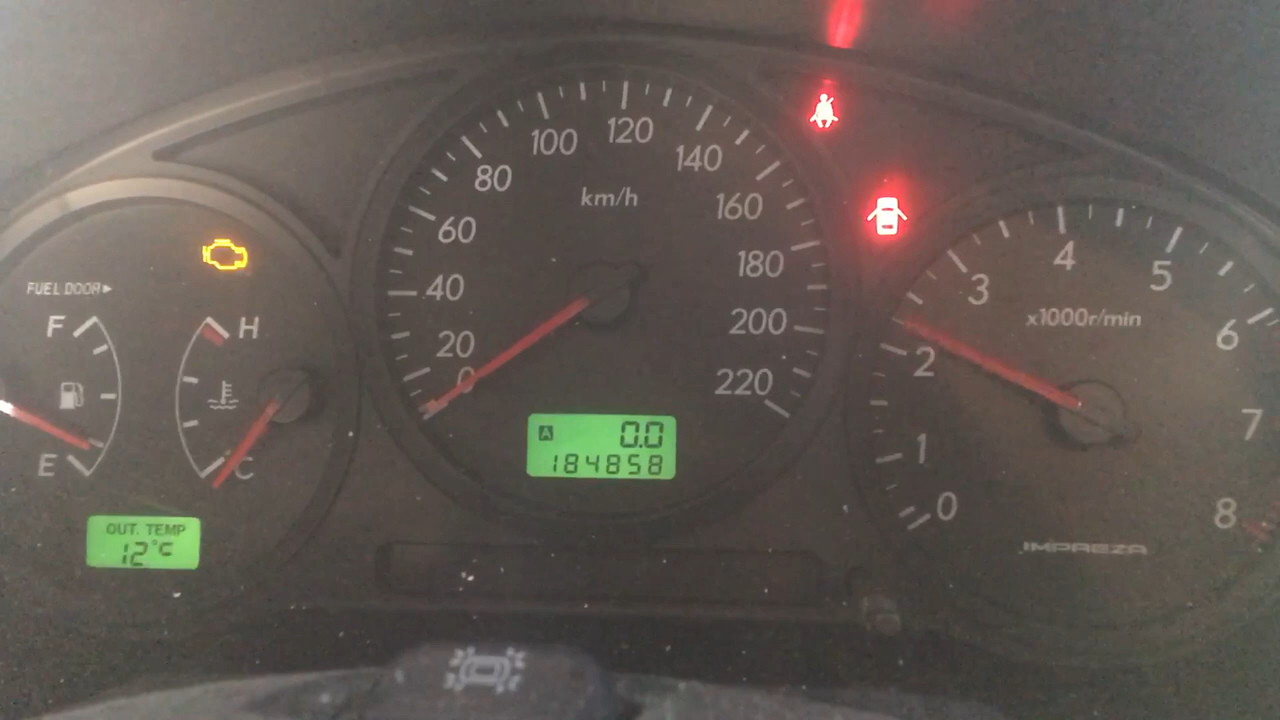 FUEL DOOR▶
F
E
H
C
OUT. TEMP
12°C
0
20
40
60
80
100
120
140
160
180
200
220
km/h
A 0.0
184858
0
1
2
3
4
5
6
7
8
x1000r/min
IMPREZA